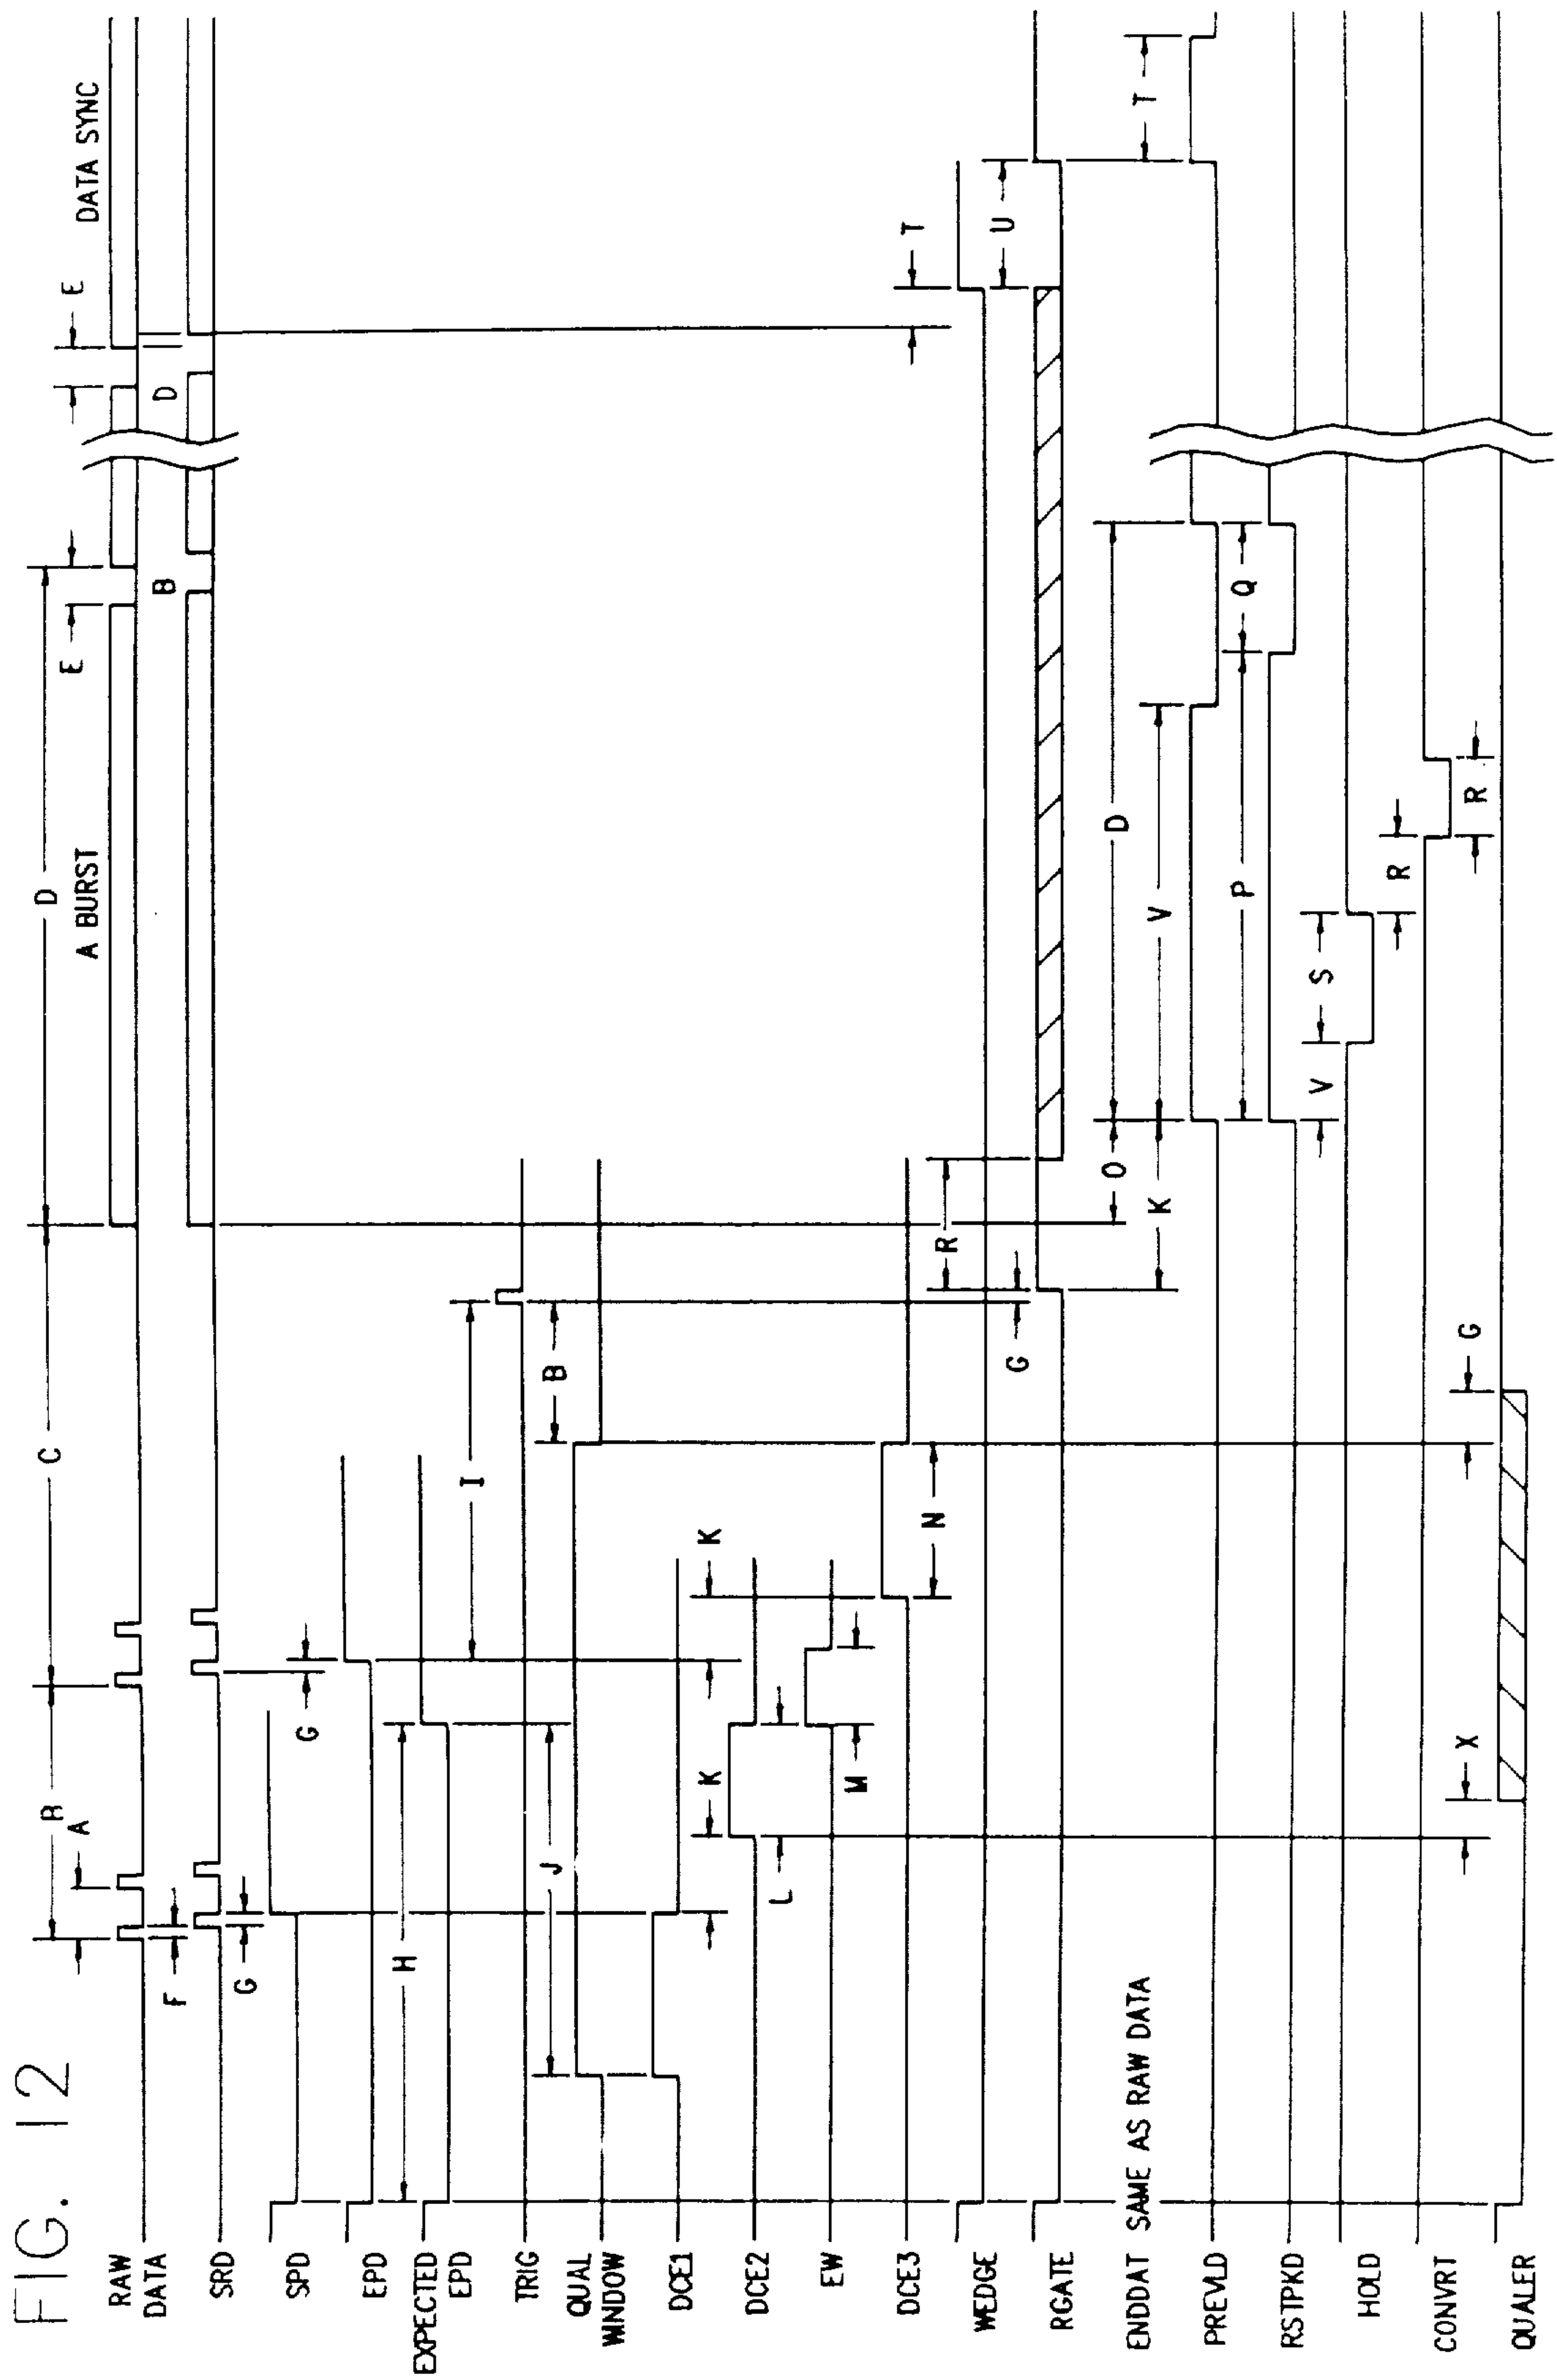 FIG. 12
B C D
A A BURST E E DATA SYNC
RAW
DATA
F B D
SRD
G
SPD
G
EPD
H
EXPECTED
EPD
I
TRIG
J B
QUAL
WINDOW
DCE1
K K
DCE2
L
EW
M
DCE3 T
N
R
WEDGE
G U
RGATE
O D
ENDDAT SAME AS RAW DATA T
K V
PREVLD
P Q
RSTPKD
V S
HOLD
R
CONVRT
X G R
QUALER